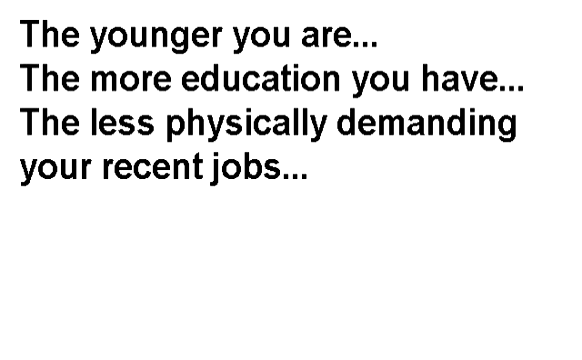 The younger you are...
The more education you have...
The less physically demanding
your recent jobs...